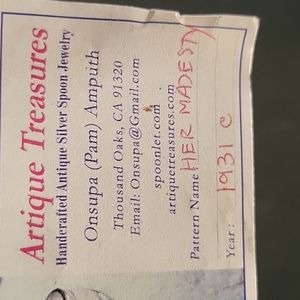 Artique Treasures
Handcrafted Antique Silver Spoon Jewelry
Onsupa (Pam) Amputh
Thousand Oaks, CA 91320
Email: Onsupa@Gmail.com
spoonlet.com
artiquetreasures.com
Pattern Name HER MADESTY
Year: 1931 C